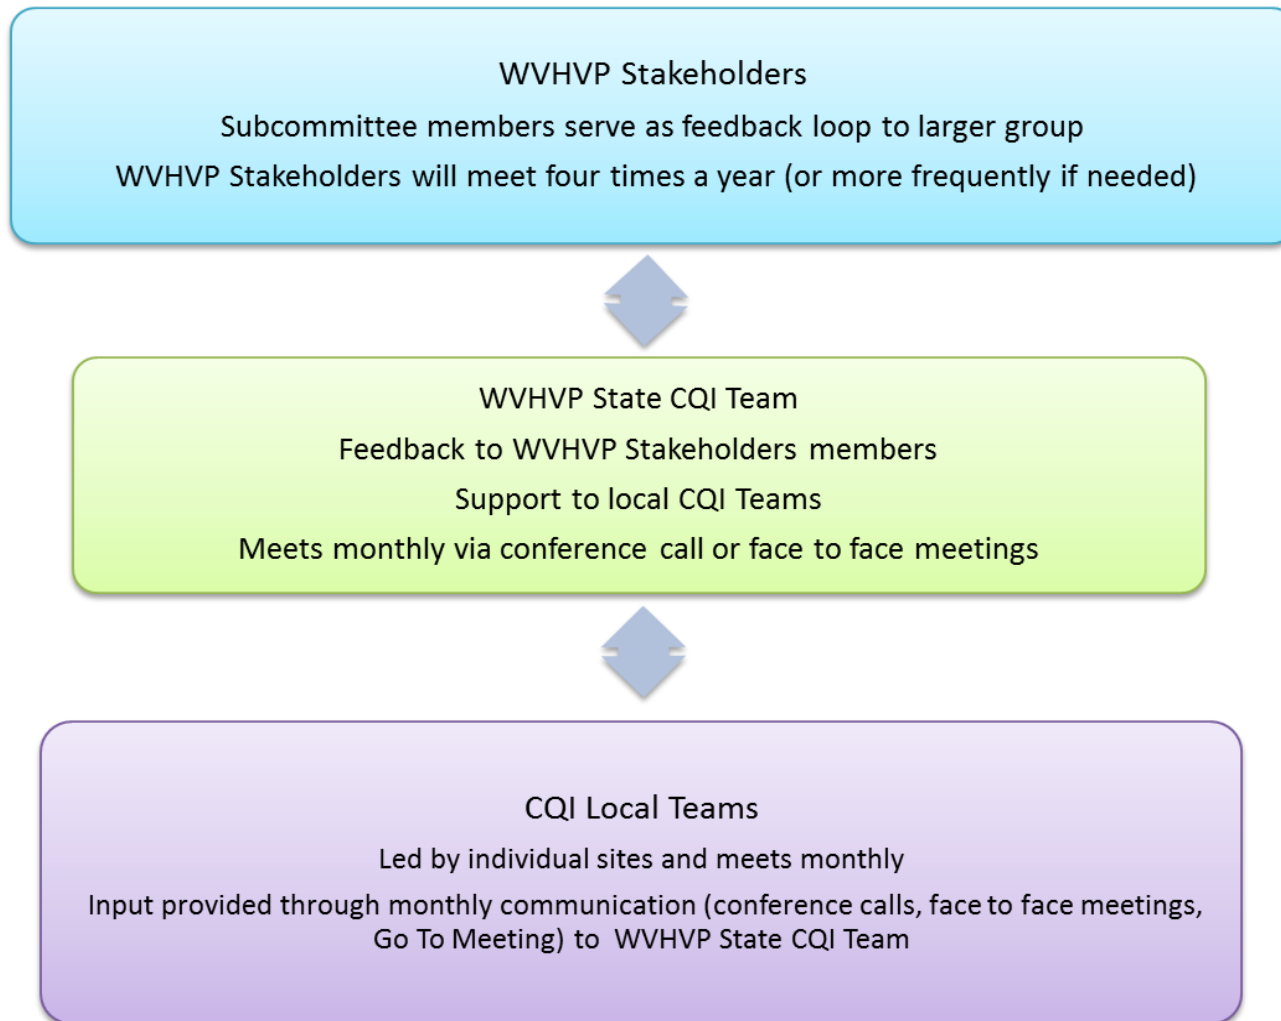 WVHVP Stakeholders
Subcommittee members serve as feedback loop to larger group
WVHVP Stakeholders will meet four times a year (or more frequently if needed)
WVHVP State CQI Team
Feedback to WVHVP Stakeholders members
Support to local CQI Teams
Meets monthly via conference call or face to face meetings
CQI Local Teams
Led by individual sites and meets monthly
Input provided through monthly communication (conference calls, face to face meetings,
Go To Meeting) to WVHVP State CQI Team